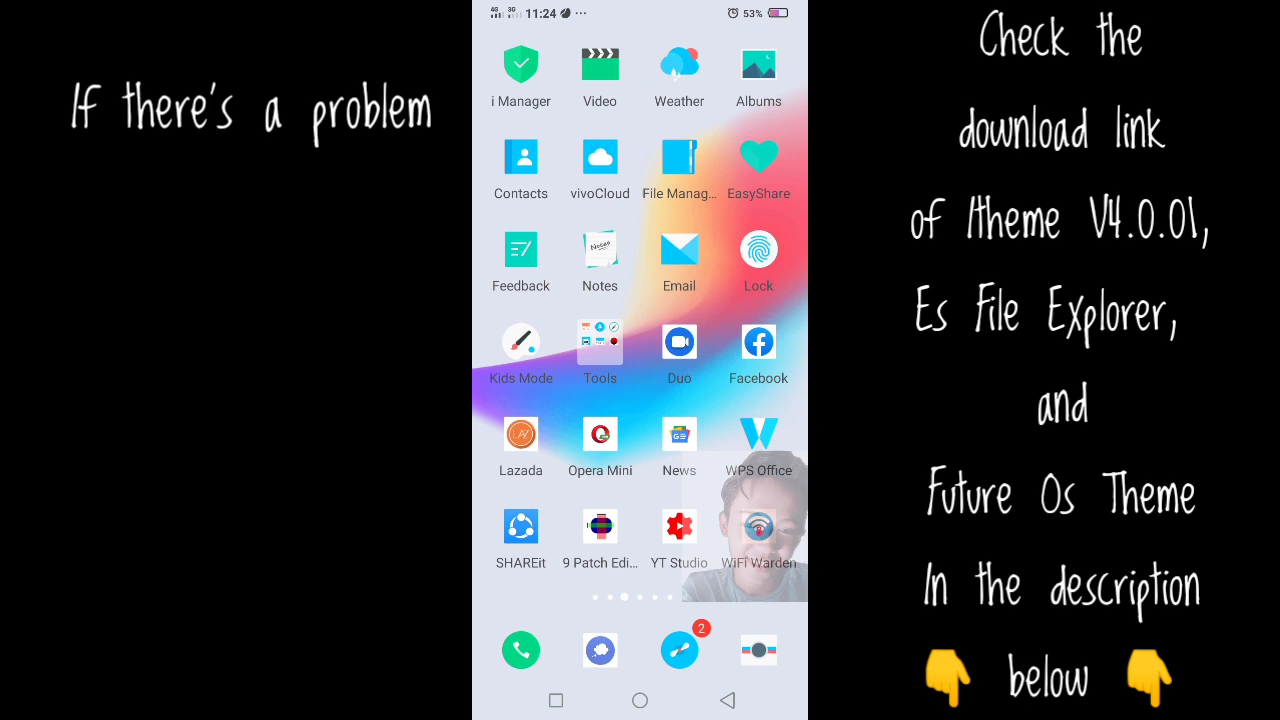 If there's a problem
4G 3G 11:24 ...
53%
i Manager Video Weather Albums
Contacts vivoCloud File Manag... EasyShare
Feedback Notes Email Lock
Kids Mode Tools Duo Facebook
Lazada Opera Mini News WPS Office
SHAREit 9 Patch Edi... YT Studio WiFi Warden
2
Check the
download link
of Itheme V4.0.01,
Es File Explorer,
and
Future Os Theme
In the description
👇 below 👇